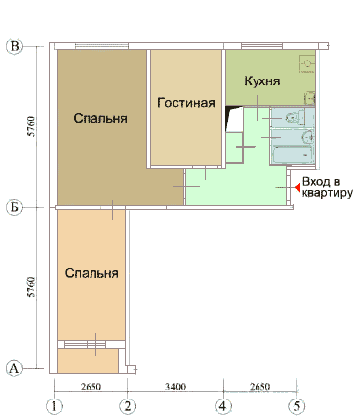 В
5760
Б
5760
А
Кухня
Гостиная
Спальня
Вход в
квартиру
Спальня
2650
3400
2650
1
2
4
5